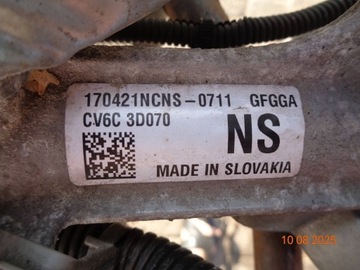 170421NCNS-0711 GFGGA
CV6C 3D070
NS
MADE IN SLOVAKIA
10 08 2025